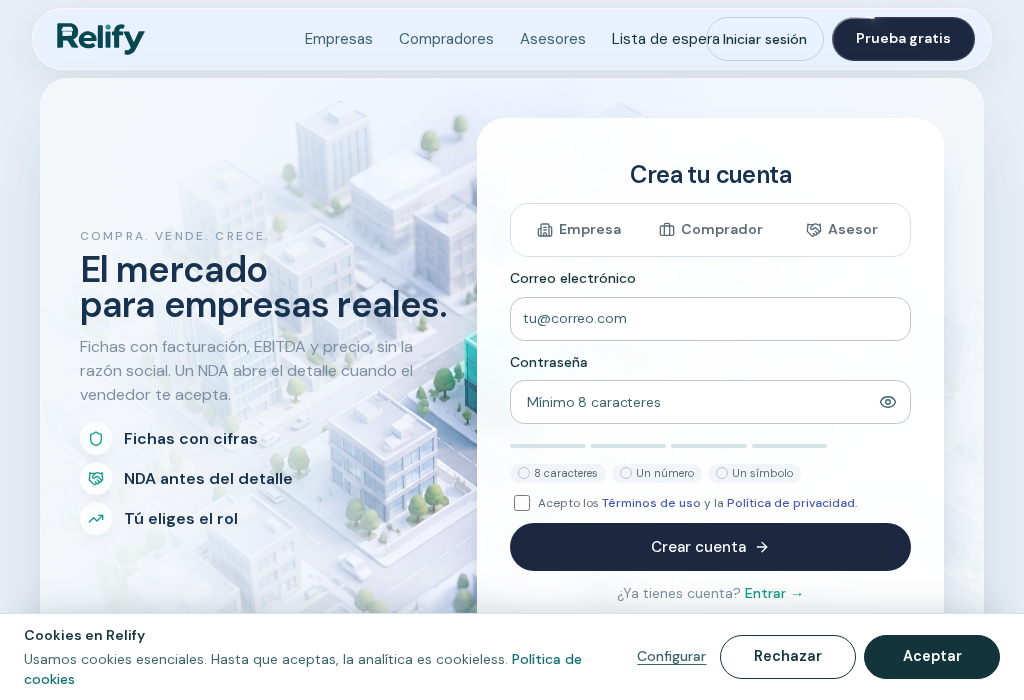 Relify
Empresas Compradores Asesores Lista de espera Iniciar sesión Prueba gratis
COMPRA. VENDE. CRECE.
El mercado
para empresas reales.
Fichas con facturación, EBITDA y precio, sin la
razón social. Un NDA abre el detalle cuando el
vendedor te acepta.
Fichas con cifras
NDA antes del detalle
Tú eliges el rol
Crea tu cuenta
Empresa Comprador Asesor
Correo electrónico
tu@correo.com
Contraseña
Mínimo 8 caracteres
8 caracteres Un número Un símbolo
Acepto los Términos de uso y la Política de privacidad.
Crear cuenta →
¿Ya tienes cuenta? Entrar →
Cookies en Relify
Usamos cookies esenciales. Hasta que aceptas, la analítica es cookieless. Política de
cookies
Configurar Rechazar Aceptar